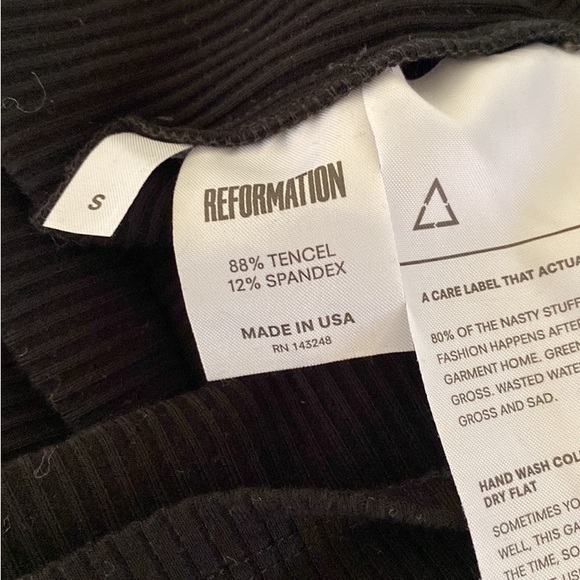 S
REFORMATION
88% TENCEL
12% SPANDEX
MADE IN USA
RN 143248
A CARE LABEL THAT ACTUA
80% OF THE NASTY STUFF
FASHION HAPPENS AFTE
GARMENT HOME. GREEN
GROSS. WASTED WATE
GROSS AND SAD.
HAND WASH COL
DRY FLAT
SOMETIMES YO
WELL, THIS GA
THE TIME, SO